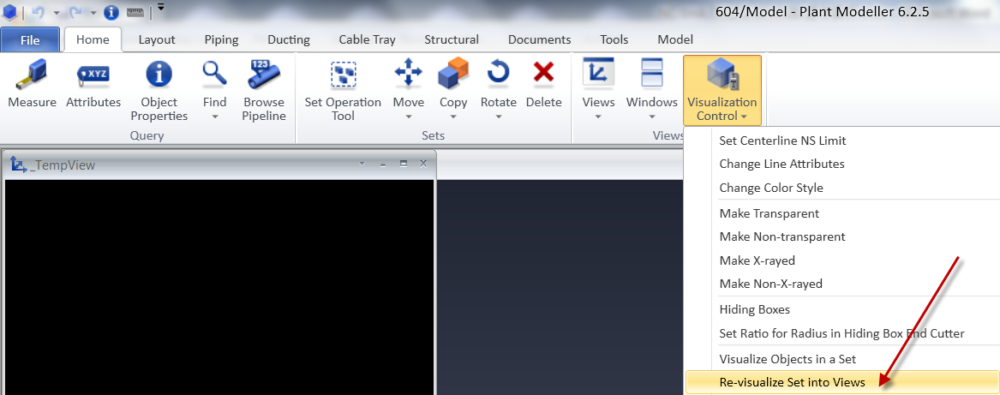 604/Model - Plant Modeller 6.2.5
File Home Layout Piping Ducting Cable Tray Structural Documents Tools Model
XYZ 123
Measure Attributes Object Properties Find Browse Pipeline Set Operation Tool Move Copy Rotate Delete Views Windows Visualization Control
Query Sets Views
_TempView
Set Centerline NS Limit
Change Line Attributes
Change Color Style
Make Transparent
Make Non-transparent
Make X-rayed
Make Non-X-rayed
Hiding Boxes
Set Ratio for Radius in Hiding Box End Cutter
Visualize Objects in a Set
Re-visualize Set into Views